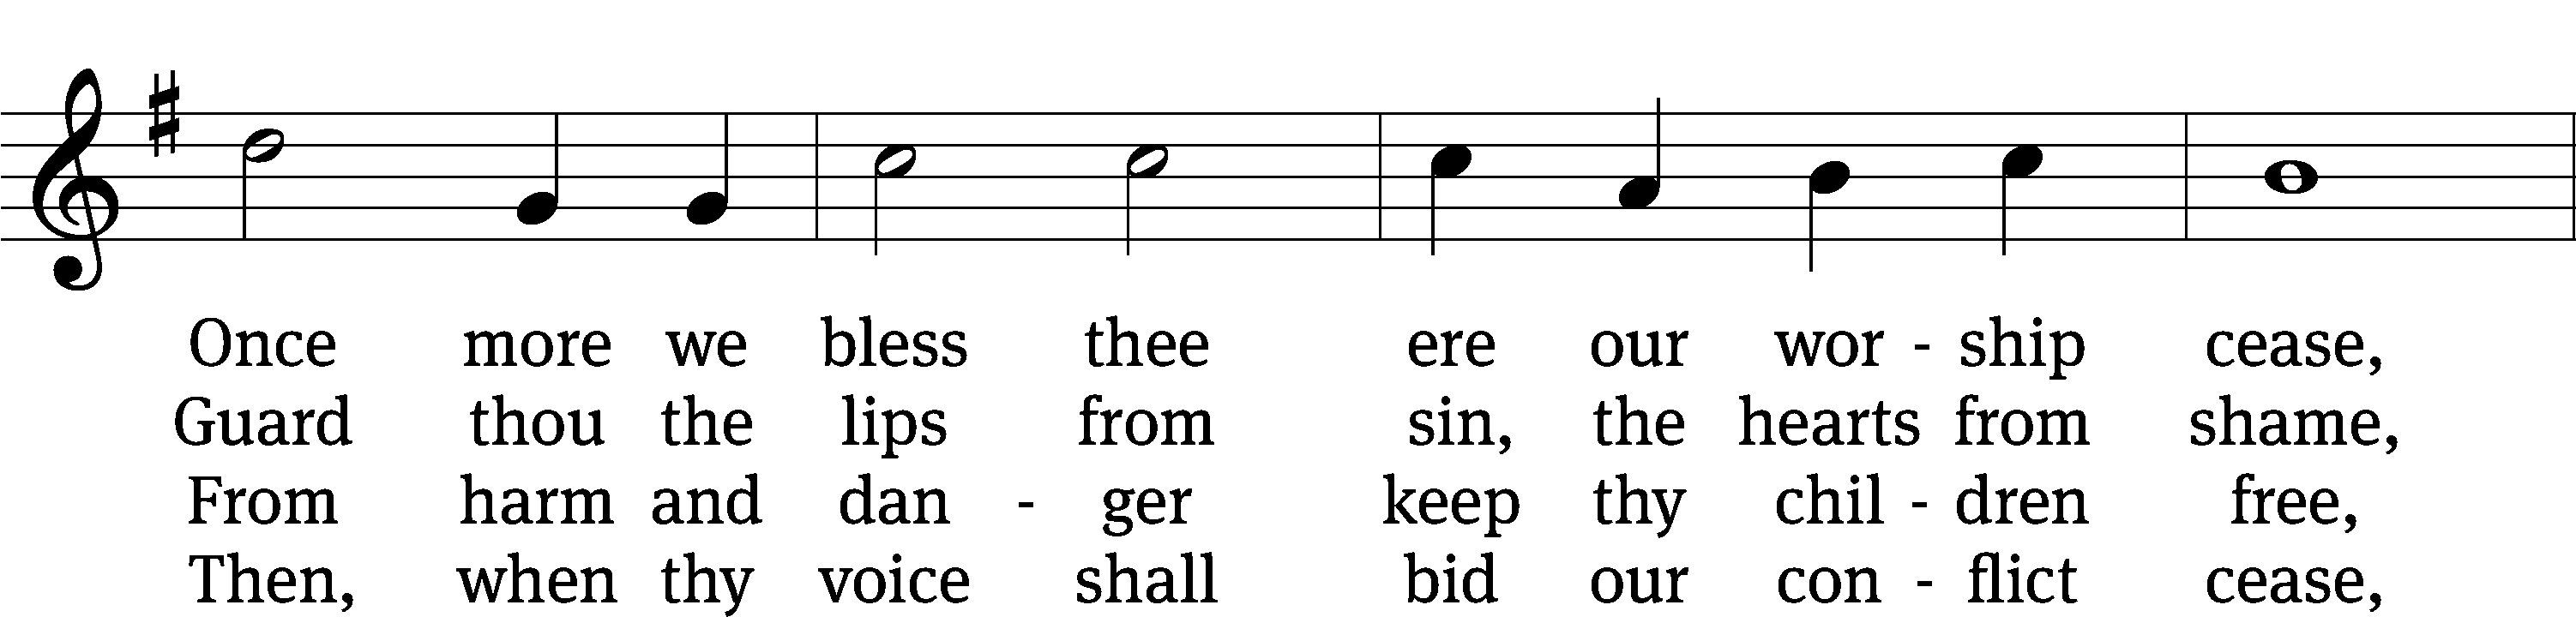 Once more we bless thee ere our wor - ship cease,
Guard thou the lips from sin, the hearts from shame,
From harm and dan - ger keep thy chil - dren free,
Then, when thy voice shall bid our con - flict cease,